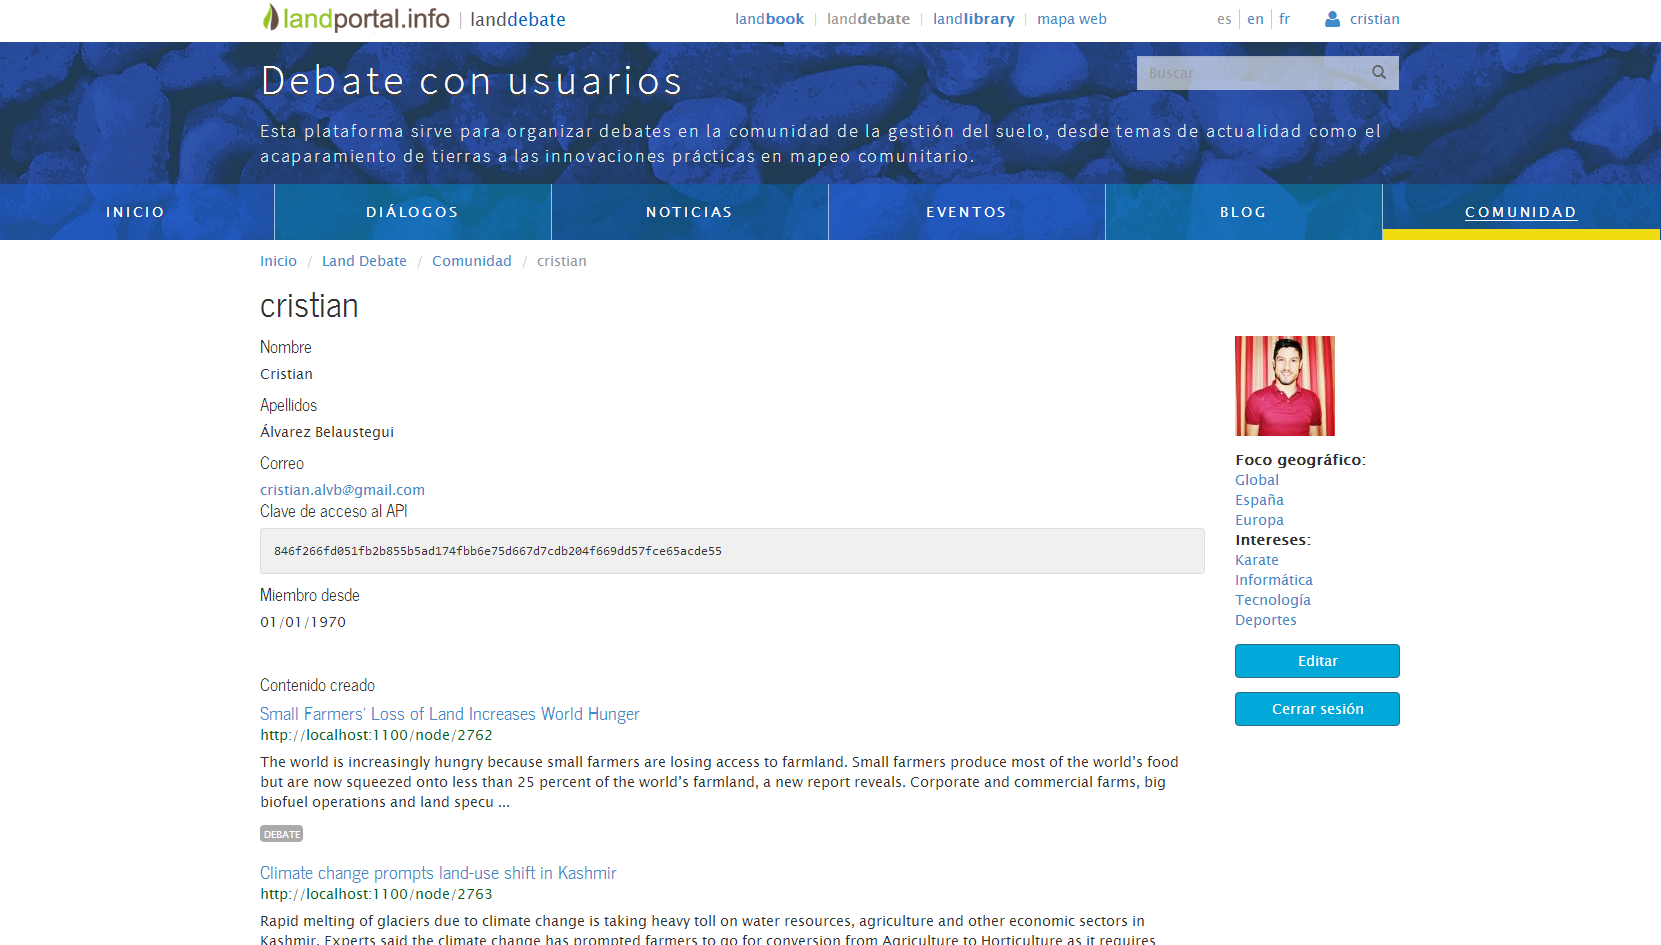 landportal.info | landdebate
landbook | landdebate | landlibrary | mapa web
es | en | fr
cristian
Debate con usuarios
Buscar
Esta plataforma sirve para organizar debates en la comunidad de la gestión del suelo, desde temas de actualidad como el
acaparamiento de tierras a las innovaciones prácticas en mapeo comunitario.
INICIO
DIÁLOGOS
NOTICIAS
EVENTOS
BLOG
COMUNIDAD
Inicio / Land Debate / Comunidad / cristian
cristian
Nombre
Cristian
Apellidos
Álvarez Belaustegui
Correo
cristian.alvb@gmail.com
Clave de acceso al API
846f266fd051fb2b855b5ad174fbb6e75d667d7cdb204f669dd57fce65acde55
Miembro desde
01/01/1970
Contenido creado
Small Farmers' Loss of Land Increases World Hunger
http://localhost:1100/node/2762
The world is increasingly hungry because small farmers are losing access to farmland. Small farmers produce most of the world’s food
but are now squeezed onto less than 25 percent of the world’s farmland, a new report reveals. Corporate and commercial farms, big
biofuel operations and land specu ...
DEBATE
Climate change prompts land-use shift in Kashmir
http://localhost:1100/node/2763
Rapid melting of glaciers due to climate change is taking heavy toll on water resources, agriculture and other economic sectors in
Kashmir. Experts said the climate change has prompted farmers to go for conversion from Agriculture to Horticulture as it requires
Foco geográfico:
Global
España
Europa
Intereses:
Karate
Informática
Tecnología
Deportes
Editar
Cerrar sesión